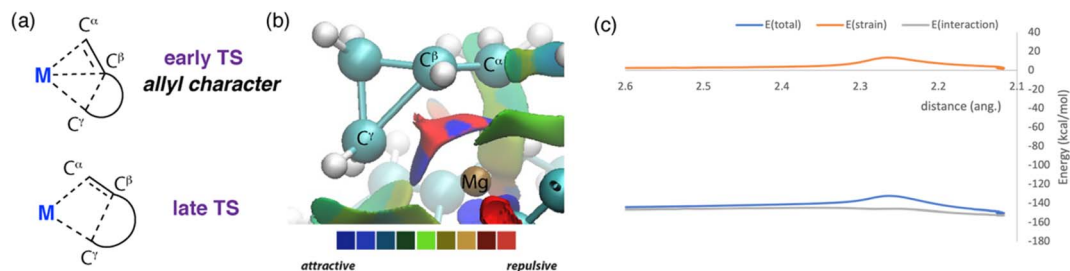 (a)
Cα
Cβ
M
Cγ
early TS
allyl character
Cα
Cβ
M
Cγ
late TS
(b)
Cβ
Cα
Cγ
Mg
attractive
repulsive
(c)
E(total)
E(strain)
E(interaction)
40
20
0
-20
-40
-60
-80
-100
-120
-140
-160
-180
2.6
2.5
2.4
2.3
2.2
2.1
distance (ang.)
Energy (kcal/mol)